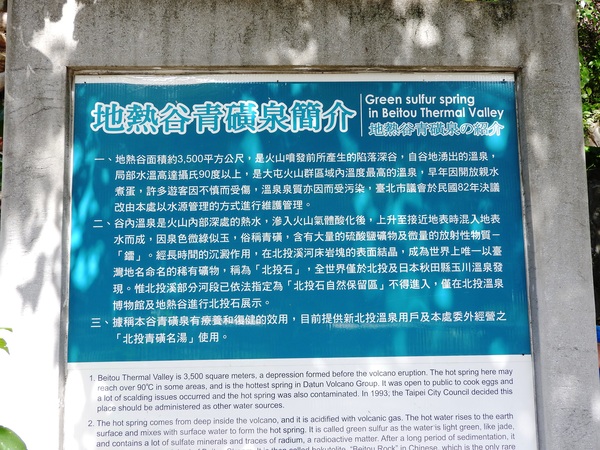 地熱谷青礦泉簡介
Green sulfur spring
in Beitou Thermal Valley
地熱谷青礦泉の紹介
一、地熱谷面積約3,500平方公尺，是火山噴發前所產生的陷落深谷，自谷地湧出的溫泉，
局部水溫高達攝氏90度以上，是大屯火山群區域內溫度最高的溫泉，早年因開放親水
煮蛋，許多遊客因不慎而受傷，溫泉泉質亦因而受污染，臺北市議會於民國82年決議
改由本處以水源管理的方式進行維護管理。
二、谷內溫泉是火山內部深處的熱水，滲入火山氣體酸化後，上升至接近地表時混入地表
水而成，因泉色微綠似玉，俗稱青磺，含有大量的硫酸鹽礦物及微量的放射性物質－
「鐳」。經長時間的沉澱作用，在北投溪河床岩塊的表面結晶，成為世界上唯一以臺
灣地名命名的稀有礦物，稱為「北投石」，全世界僅於北投及日本秋田縣玉川溫泉發
現。惟北投溪部分河段已依法指定為「北投石自然保留區」不得進入，僅在北投溫泉
博物館及地熱谷進行北投石展示。
三、據稱本谷青磺泉有療養和復健的效用，目前提供新北投溫泉用戶及本處委外經營之
「北投青磺名湯」使用。
1. Beitou Thermal Valley is 3,500 square meters, a depression formed before the volcano eruption. The hot spring here may
reach over 90°C in some areas, and is the hottest spring in Datun Volcano Group. It was open to public to cook eggs and
a lot of scalding issues occurred and the hot spring was also contaminated. In 1993; the Taipei City Council decided this
place should be administered as other water sources.
2. The hot spring comes from deep inside the volcano, and it is acidified with volcanic gas. The hot water rises to the earth
surface and mixes with surface water to form the hot spring. It is called green sulfur as the water is light green, like jade,
and contains a lot of sulfate minerals and traces of radium, a radioactive matter. After a long period of sedimentation, it
"Beitou Rock" in Chinese, which is the only rare